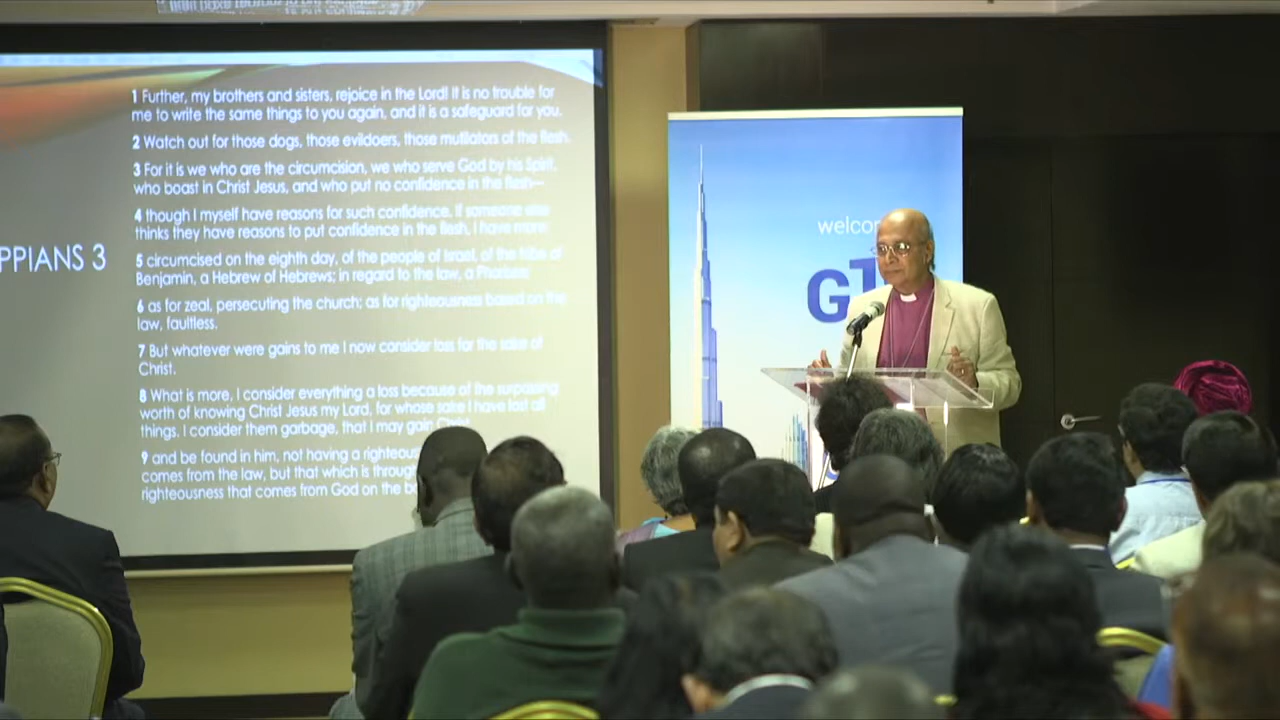 1 Further, my brothers and sisters, rejoice in the Lord! It is no trouble for
me to write the same things to you again, and it is a safeguard for you.
2 Watch out for those dogs, those evildoers, those mutilators of the flesh.
3 For it is we who are the circumcision, we who serve God by his Spirit,
who boast in Christ Jesus, and who put no confidence in the flesh—
4 though I myself have reasons for such confidence. If someone else
thinks they have reasons to put confidence in the flesh, I have more:
PPIANS 3
5 circumcised on the eighth day, of the people of Israel, of the tribe of
Benjamin, a Hebrew of Hebrews; in regard to the law, a Pharisee;
6 as for zeal, persecuting the church; as for righteousness based on the
law, faultless.
7 But whatever were gains to me I now consider loss for the sake of
Christ.
8 What is more, I consider everything a loss because of the surpassing
worth of knowing Christ Jesus my Lord, for whose sake I have lost all
things. I consider them garbage, that I may gain Christ
9 and be found in him, not having a righteous
comes from the law, but that which is through
righteousness that comes from God on the ba
welcom
G